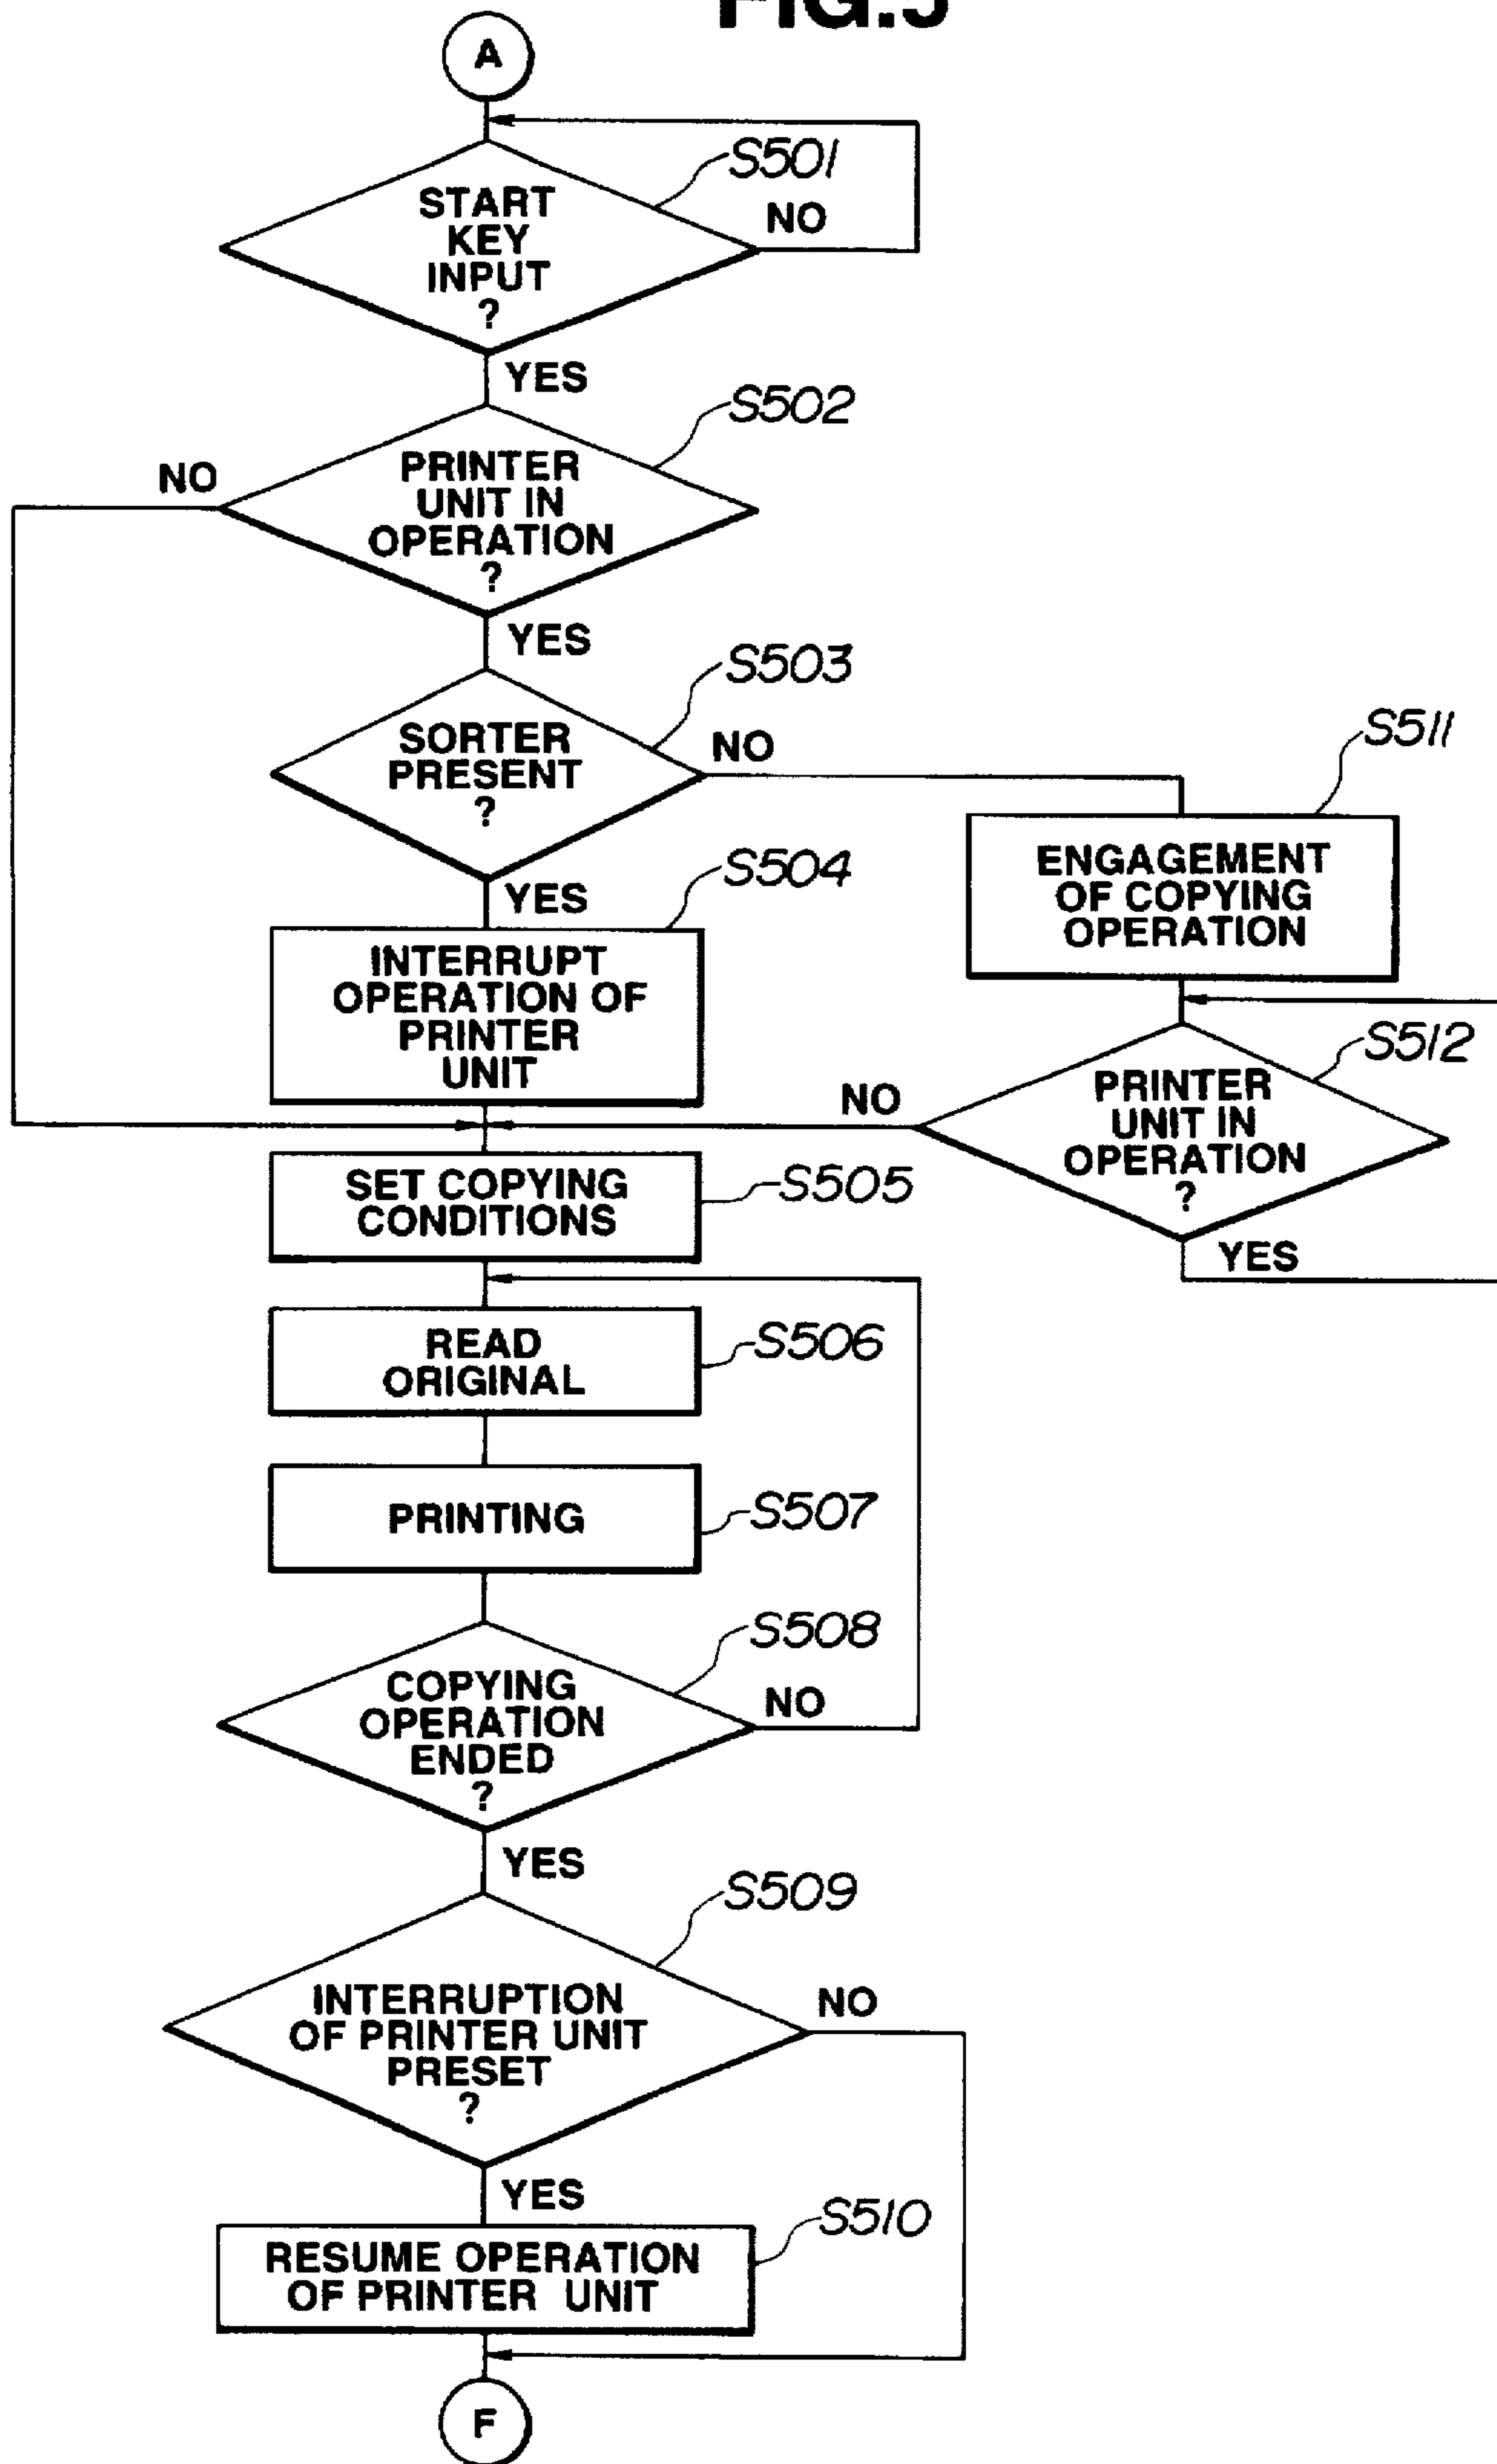 FIG.5
A
S501
START
KEY
INPUT
?
NO
YES
S502
PRINTER
UNIT IN
OPERATION
?
NO
YES
S503
SORTER
PRESENT
?
NO
YES
S504
INTERRUPT
OPERATION OF
PRINTER
UNIT
S511
ENGAGEMENT
OF COPYING
OPERATION
S512
PRINTER
UNIT IN
OPERATION
?
NO
YES
SET COPYING
CONDITIONS
S505
READ
ORIGINAL
S506
PRINTING
S507
S508
COPYING
OPERATION
ENDED
?
NO
YES
S509
INTERRUPTION
OF PRINTER UNIT
PRESET
?
NO
YES
S510
RESUME OPERATION
OF PRINTER UNIT
F